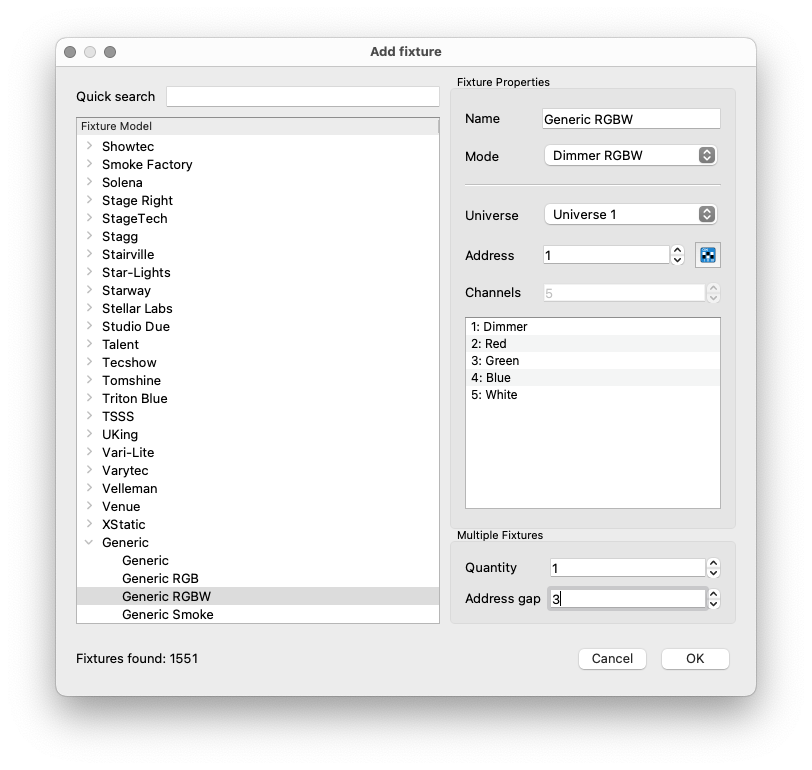 Add fixture
Quick search
Fixture Model
Showtec
Smoke Factory
Solena
Stage Right
StageTech
Stagg
Stairville
Star-Lights
Starway
Stellar Labs
Studio Due
Talent
Tecshow
Tomshine
Triton Blue
TSSS
UKing
Vari-Lite
Varytec
Velleman
Venue
XStatic
Generic
Generic
Generic RGB
Generic RGBW
Generic Smoke
Fixtures found: 1551
Fixture Properties
Name Generic RGBW
Mode Dimmer RGBW
Universe Universe 1
Address 1
Channels 5
1: Dimmer
2: Red
3: Green
4: Blue
5: White
Multiple Fixtures
Quantity 1
Address gap 3
Cancel OK